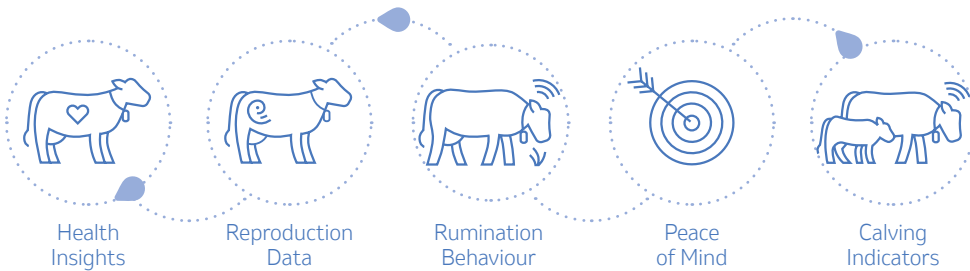 Health
Insights
Reproduction
Data
Rumination
Behaviour
Peace
of Mind
Calving
Indicators